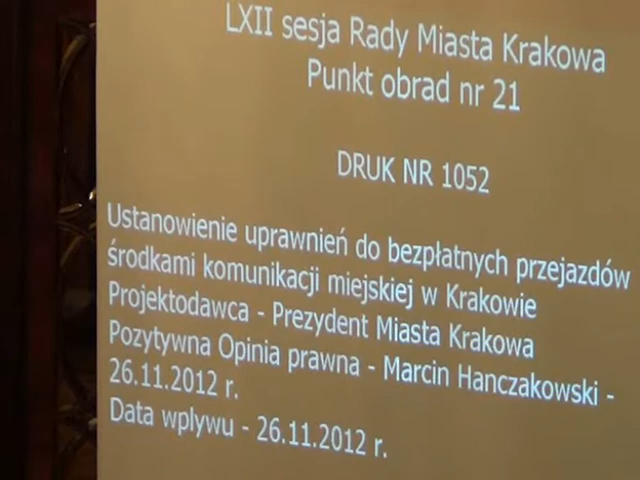 LXII sesja Rady Miasta Krakowa
Punkt obrad nr 21
DRUK NR 1052
Ustanowienie uprawnień do bezpłatnych przejazdów
środkami komunikacji miejskiej w Krakowie
Projektodawca - Prezydent Miasta Krakowa
Pozytywna Opinia prawna - Marcin Hanczakowski -
26.11.2012 r.
Data wpływu - 26.11.2012 r.